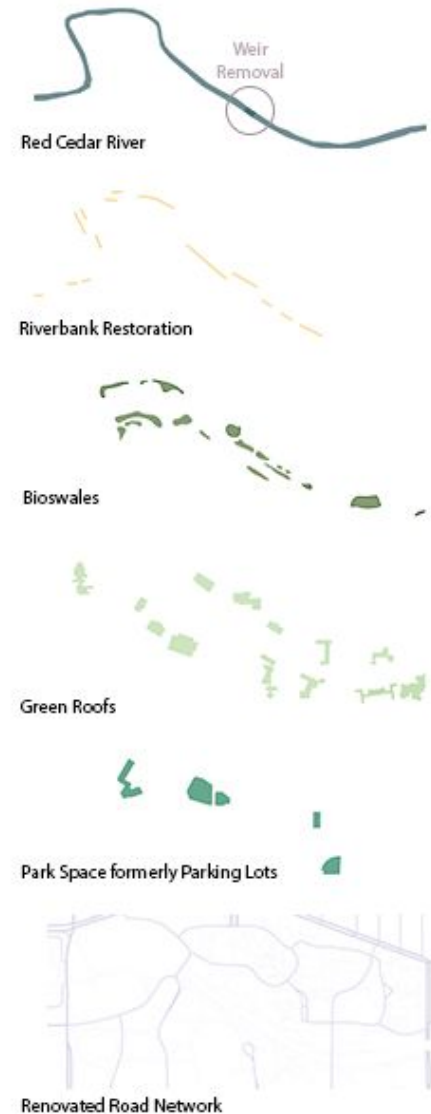 Weir
Removal
Red Cedar River
Riverbank Restoration
Bioswales
Green Roofs
Park Space formerly Parking Lots
Renovated Road Network